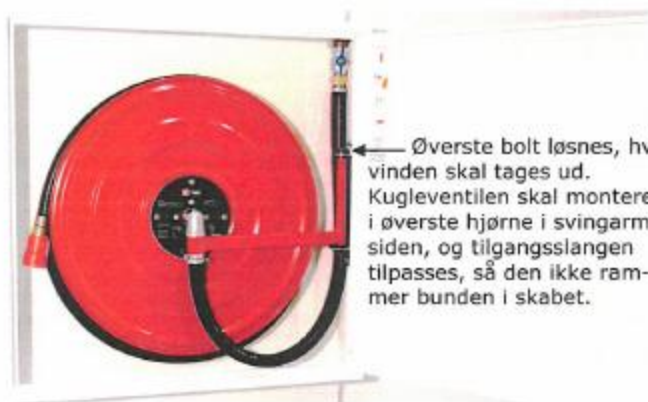 Øverste bolt løsnes, hv
vinden skal tages ud.
Kugleventilen skal montere
i øverste hjørne i svingarm
siden, og tilgangsslangen
tilpasses, så den ikke ram-
mer bunden i skabet.